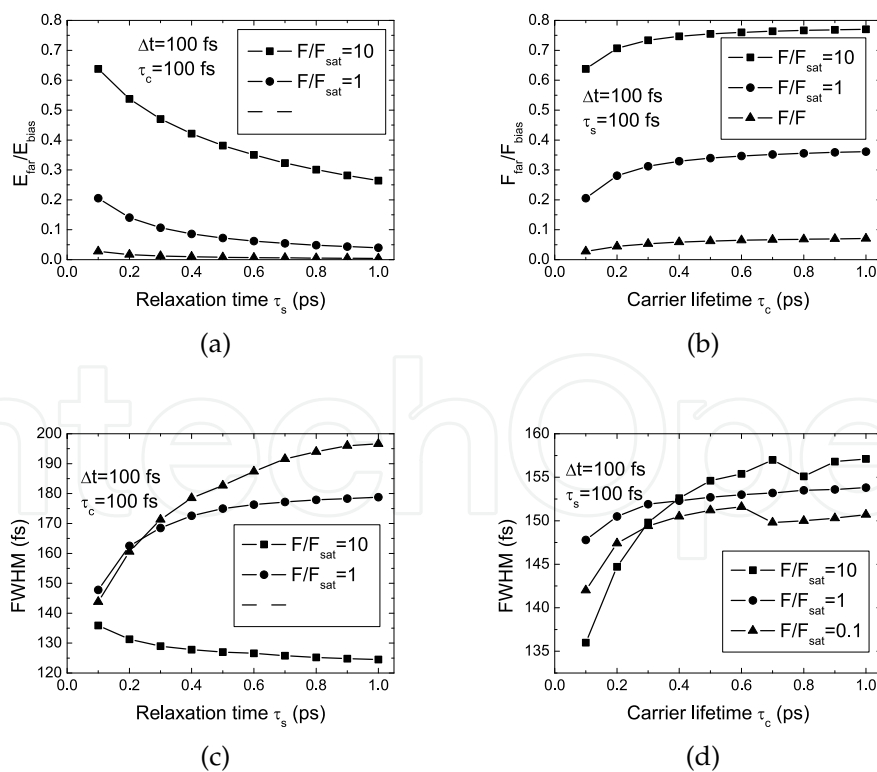 0.8
0.7
0.6
0.5
0.4
0.3
0.2
0.1
0.0
E_far/E_bias
Δt=100 fs
τ_c=100 fs
F/F_sat=10
F/F_sat=1
0.0 0.2 0.4 0.6 0.8 1.0
Relaxation time τ_s (ps)
(a)
0.8
0.7
0.6
0.5
0.4
0.3
0.2
0.1
0.0
F_far/F_bias
Δt=100 fs
τ_s=100 fs
F/F_sat=10
F/F_sat=1
F/F
0.0 0.2 0.4 0.6 0.8 1.0
Carrier lifetime τ_c (ps)
(b)
200
190
180
170
160
150
140
130
120
FWHM (fs)
Δt=100 fs
τ_c=100 fs
F/F_sat=10
F/F_sat=1
0.0 0.2 0.4 0.6 0.8 1.0
Relaxation time τ_s (ps)
(c)
160
155
150
145
140
135
FWHM (fs)
Δt=100 fs
τ_s=100 fs
F/F_sat=10
F/F_sat=1
F/F_sat=0.1
0.0 0.2 0.4 0.6 0.8 1.0
Carrier lifetime τ_c (ps)
(d)
ntechOpe